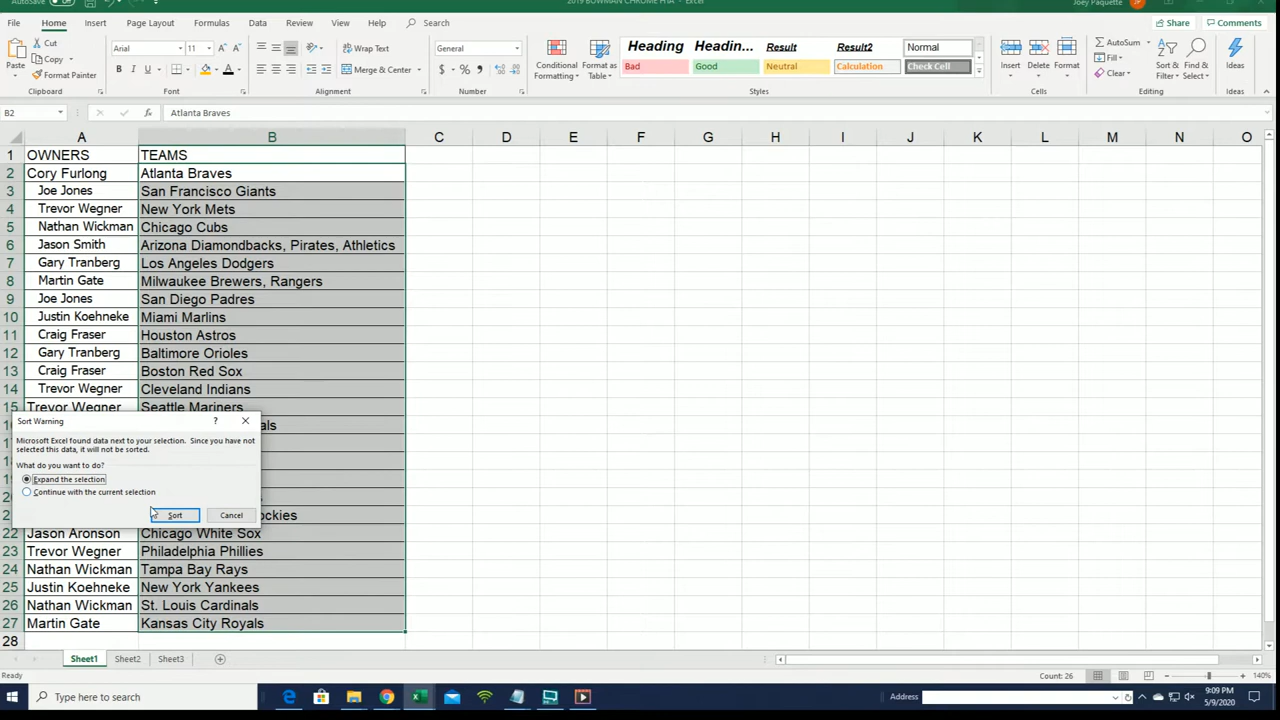 AutoSave Off 2019 BOWMAN CHROME HTA - Excel Joey Paquette JP
File Home Insert Page Layout Formulas Data Review View Help Search Share Comments
Paste Cut Copy Format Painter
Arial 11 Wrap Text Merge & Center General
Conditional Formatting Format as Table
Heading Headin... Result Result2 Normal
Bad Good Neutral Calculation Check Cell
Insert Delete Format
AutoSum Fill Clear Sort & Filter Find & Select Ideas
Clipboard Font Alignment Number Styles Cells Editing Ideas
B2 fx Atlanta Braves
A B C D E F G H I J K L M N O
1 OWNERS TEAMS
2 Cory Furlong Atlanta Braves
3 Joe Jones San Francisco Giants
4 Trevor Wegner New York Mets
5 Nathan Wickman Chicago Cubs
6 Jason Smith Arizona Diamondbacks, Pirates, Athletics
7 Gary Tranberg Los Angeles Dodgers
8 Martin Gate Milwaukee Brewers, Rangers
9 Joe Jones San Diego Padres
10 Justin Koehneke Miami Marlins
11 Craig Fraser Houston Astros
12 Gary Tranberg Baltimore Orioles
13 Craig Fraser Boston Red Sox
14 Trevor Wegner Cleveland Indians
15 Trevor Wegner Seattle Mariners
Sort Warning ? ×
Microsoft Excel found data next to your selection. Since you have not
selected this data, it will not be sorted.
What do you want to do?
Expand the selection
Continue with the current selection
Sort Cancel
als
ockies
22 Jason Aronson Chicago White Sox
23 Trevor Wegner Philadelphia Phillies
24 Nathan Wickman Tampa Bay Rays
25 Justin Koehneke New York Yankees
26 Nathan Wickman St. Louis Cardinals
27 Martin Gate Kansas City Royals
28
Sheet1 Sheet2 Sheet3
Ready Count: 26 140%
Type here to search Address 9:09 PM
5/9/2020